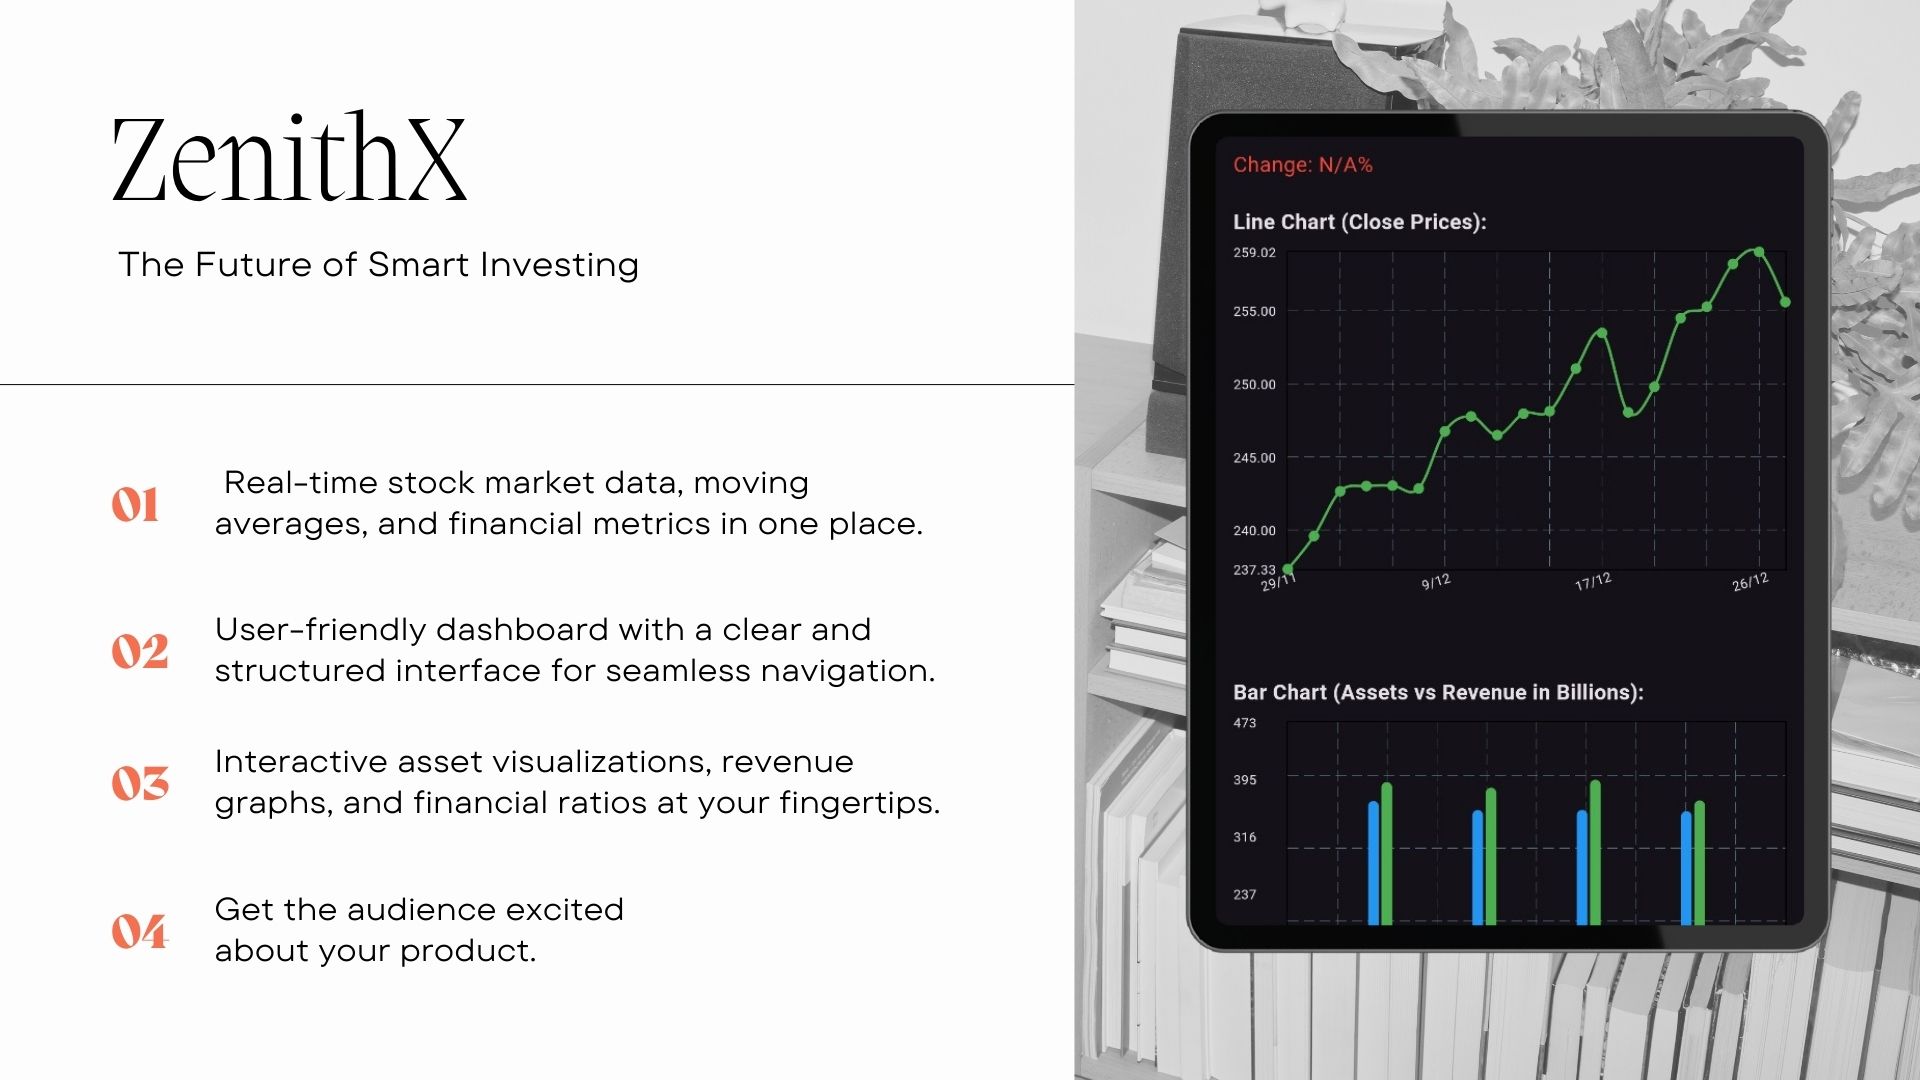 ZenithX
The Future of Smart Investing
01
Real-time stock market data, moving
averages, and financial metrics in one place.
02
User-friendly dashboard with a clear and
structured interface for seamless navigation.
03
Interactive asset visualizations, revenue
graphs, and financial ratios at your fingertips.
04
Get the audience excited
about your product.
Change: N/A%
Line Chart (Close Prices):
259.02
255.00
250.00
245.00
240.00
237.33
29/11
9/12
17/12
26/12
Bar Chart (Assets vs Revenue in Billions):
473
395
316
237